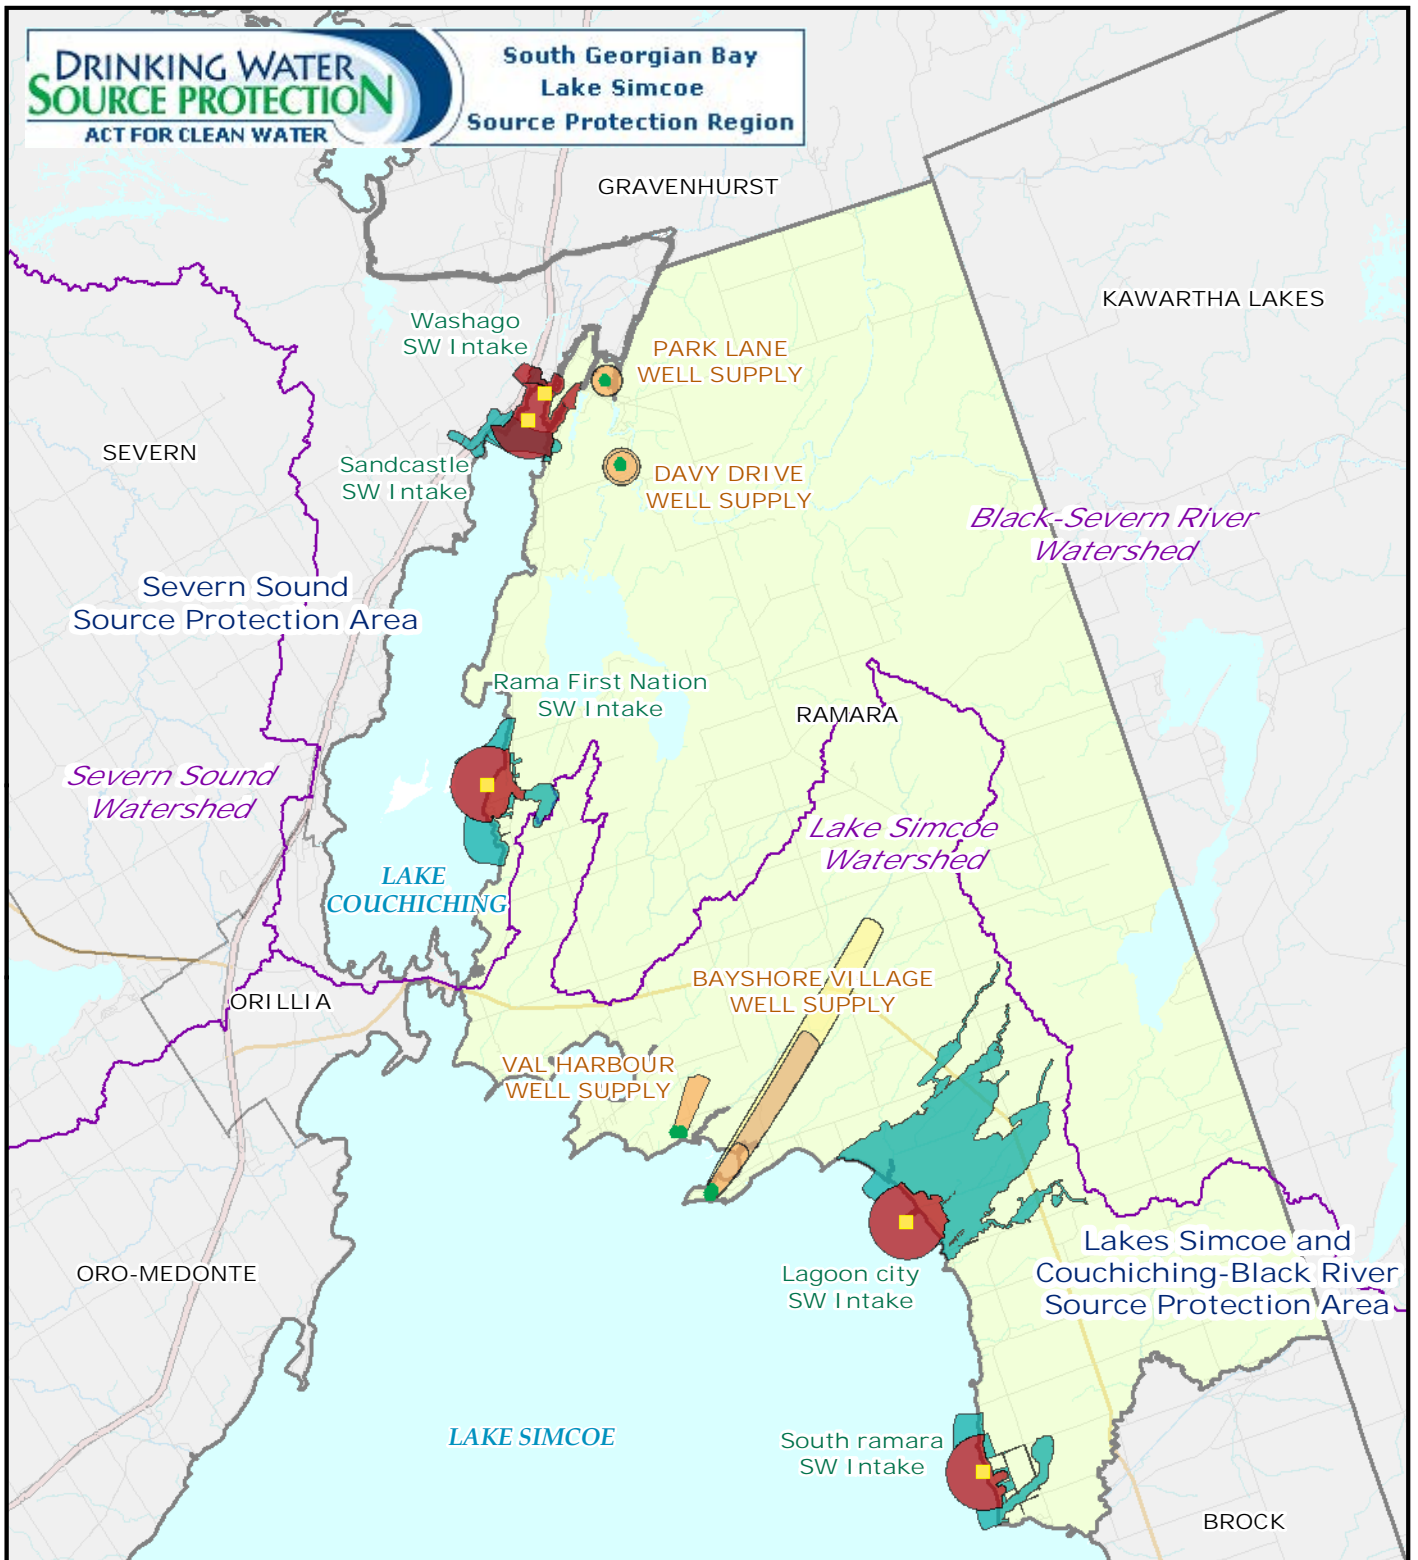 DRINKING WATER
SOURCE PROTECTION
ACT FOR CLEAN WATER
South Georgian Bay
Lake Simcoe
Source Protection Region
GRAVENHURST
KAWARTHA LAKES
Washago
SW Intake
PARK LANE
WELL SUPPLY
SEVERN
Sandcastle
SW Intake
DAVY DRIVE
WELL SUPPLY
Black-Severn River
Watershed
Severn Sound
Source Protection Area
Rama First Nation
SW Intake
RAMARA
Severn Sound
Watershed
Lake Simcoe
Watershed
LAKE
COUCHICHING
BAYSHORE VILLAGE
WELL SUPPLY
ORILLIA
VAL HARBOUR
WELL SUPPLY
Lakes Simcoe and
Couchiching-Black River
Source Protection Area
ORO-MEDONTE
Lagoon city
SW Intake
LAKE SIMCOE
South ramara
SW Intake
BROCK